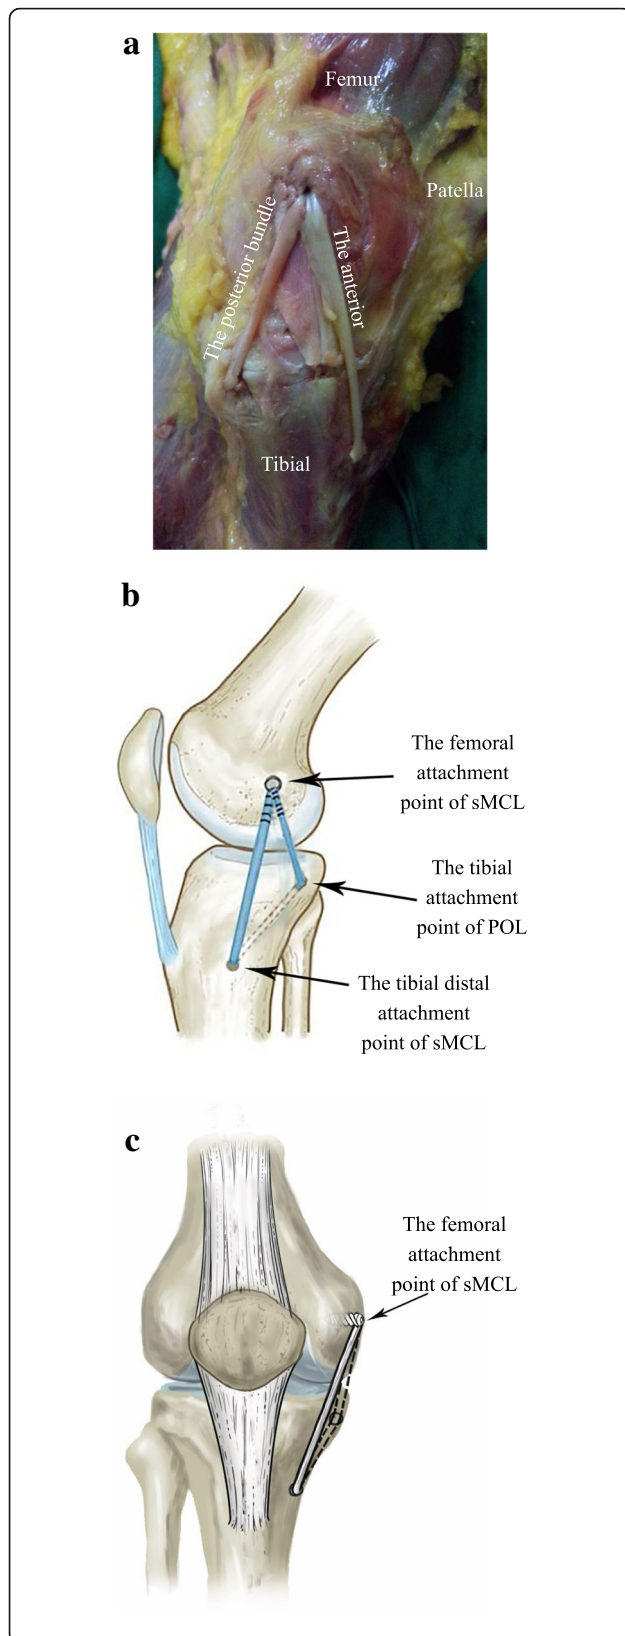 a
Femur
Patella
The posterior bundle
The anterior
Tibial
b
The femoral
attachment
point of sMCL
The tibial
attachment
point of POL
The tibial distal
attachment
point of sMCL
c
The femoral
attachment
point of sMCL